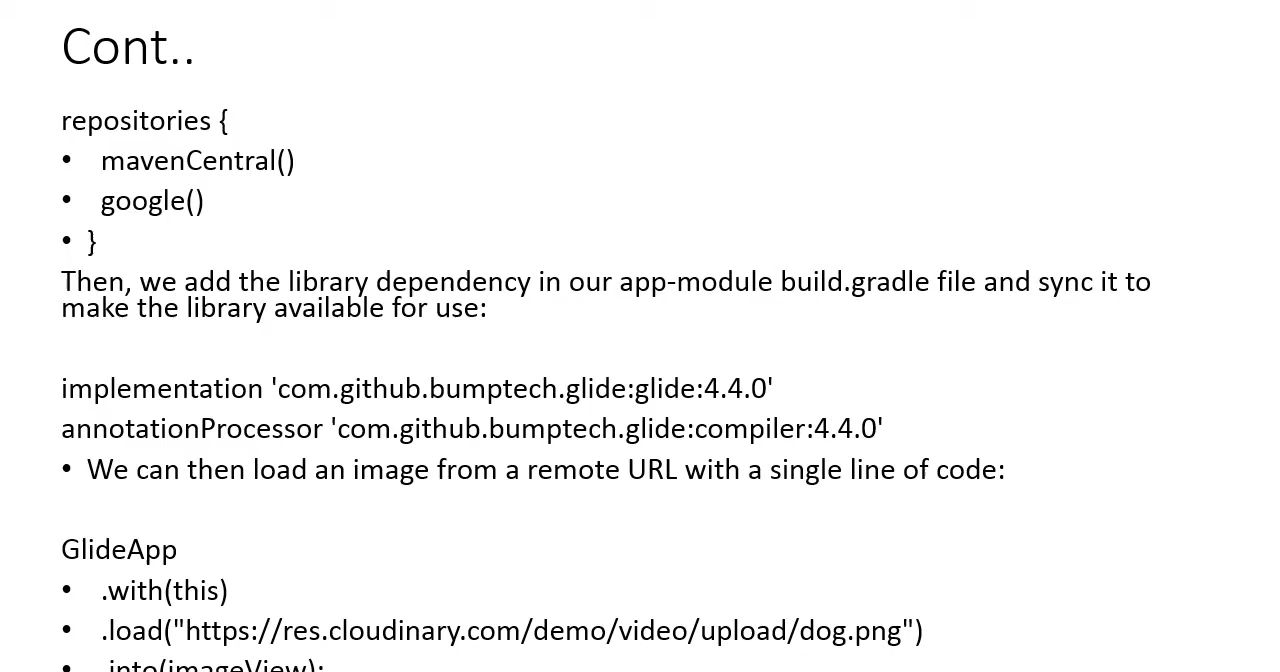 Cont..
repositories {
• mavenCentral()
• google()
• }
Then, we add the library dependency in our app-module build.gradle file and sync it to
make the library available for use:
implementation 'com.github.bumptech.glide:glide:4.4.0'
annotationProcessor 'com.github.bumptech.glide:compiler:4.4.0'
• We can then load an image from a remote URL with a single line of code:
GlideApp
• .with(this)
• .load("https://res.cloudinary.com/demo/video/upload/dog.png")
• .into(imageView);